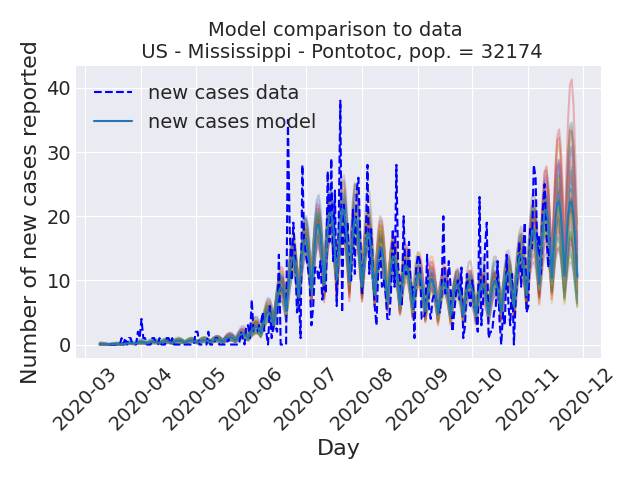 Model comparison to data
US - Mississippi - Pontotoc, pop. = 32174
Number of new cases reported
40
30
20
10
0
new cases data
new cases model
2020-03
2020-04
2020-05
2020-06
2020-07
2020-08
2020-09
2020-10
2020-11
2020-12
Day